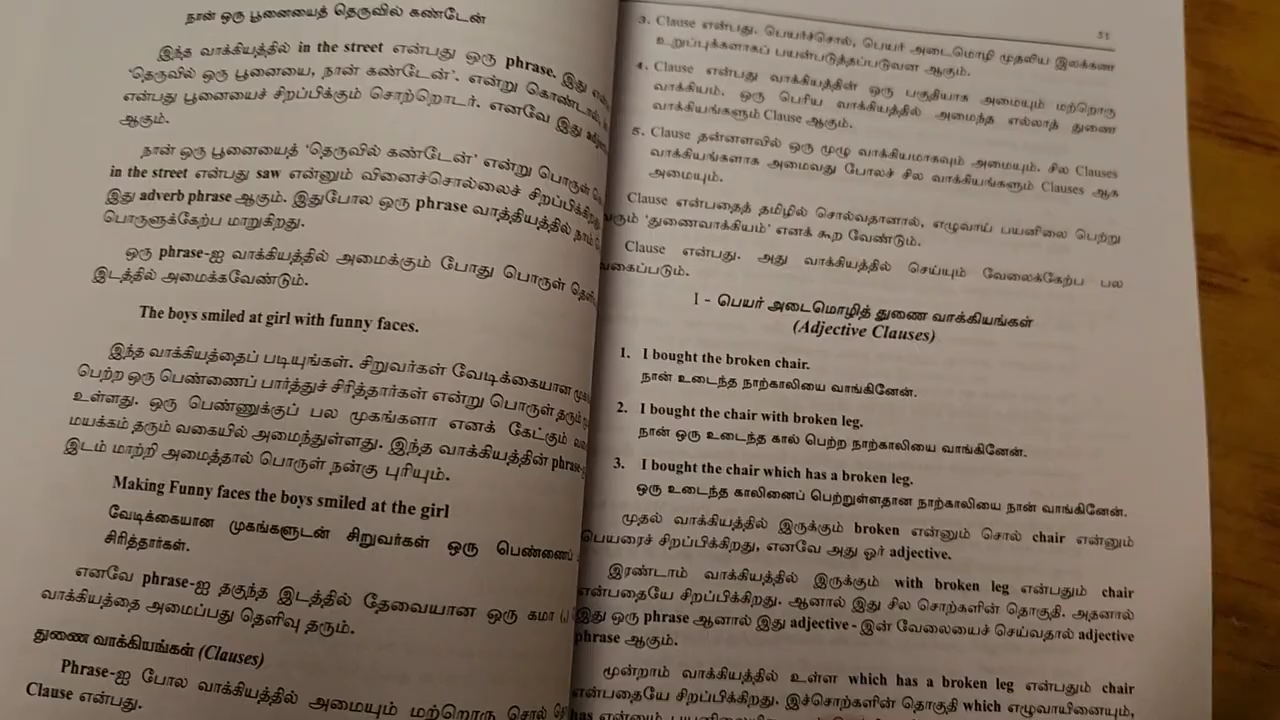 நான் ஒரு பூனையைத் தெருவில் கண்டேன்
இந்த வாக்கியத்தில் in the street என்பது ஒரு phrase. இது
'தெருவில் ஒரு பூனையை, நான் கண்டேன்'. என்று கொண்டால்,
என்பது பூனையைச் சிறப்பிக்கும் சொற்றொடர். எனவே இது
ஆகும்.
நான் ஒரு பூனையைத் 'தெருவில் கண்டேன்' என்று பொருள்
in the street என்பது saw என்னும் வினைச்சொல்லைச் சிறப்பிக்கிறது
இது adverb phrase ஆகும். இதுபோல ஒரு phrase வாத்தியத்தில் நாம்
பொருளுக்கேற்ப மாறுகிறது.
ஒரு phrase-ஐ வாக்கியத்தில் அமைக்கும் போது பொருள்
இடத்தில் அமைக்கவேண்டும்.
The boys smiled at girl with funny faces.
இந்த வாக்கியத்தைப் படியுங்கள். சிறுவர்கள் வேடிக்கையான
பெற்ற ஒரு பெண்ணைப் பார்த்துச் சிரித்தார்கள் என்று பொருள் தரும்
உள்ளது. ஒரு பெண்ணுக்குப் பல முகங்களா எனக் கேட்கும்
மயக்கம் தரும் வகையில் அமைந்துள்ளது. இந்த வாக்கியத்தின் phrase-
இடம் மாற்றி அமைத்தால் பொருள் நன்கு புரியும்.
Making Funny faces the boys smiled at the girl
வேடிக்கையான முகங்களுடன் சிறுவர்கள் ஒரு பெண்ணைப்
சிரித்தார்கள்.
எனவே phrase-ஐ தகுந்த இடத்தில் தேவையான ஒரு கமா (,)
வாக்கியத்தை அமைப்பது தெளிவு தரும்.
துணை வாக்கியங்கள் (Clauses)
Phrase-ஐ போல வாக்கியத்தில் அமையும் மற்றொரு சொல்
Clause என்பது.
51
3. Clause என்பது. பெயர்ச்சொல், பெயர் அடைமொழி முதலிய இலக்கண
உறுப்புக்களாகப் பயன்படுத்தப்படுவன ஆகும்.
4. Clause என்பது வாக்கியத்தின் ஒரு பகுதியாக அமையும் மற்றொரு
வாக்கியம். ஒரு பெரிய வாக்கியத்தில் அமைந்த எல்லாத் துணை
வாக்கியங்களும் Clause ஆகும்.
5. Clause தன்னளவில் ஒரு முழு வாக்கியமாகவும் அமையும். சில Clauses
வாக்கியங்களாக அமைவது போலச் சில வாக்கியங்களும் Clauses ஆக
அமையும்.
Clause என்பதைத் தமிழில் சொல்வதானால், எழுவாய் பயனிலை பெற்று
வரும் 'துணைவாக்கியம்' எனக் கூற வேண்டும்.
Clause என்பது. அது வாக்கியத்தில் செய்யும் வேலைக்கேற்ப பல
வகைப்படும்.
1 - பெயர் அடைமொழித் துணை வாக்கியங்கள்
(Adjective Clauses)
1. I bought the broken chair.
நான் உடைந்த நாற்காலியை வாங்கினேன்.
2. I bought the chair with broken leg.
நான் ஒரு உடைந்த கால் பெற்ற நாற்காலியை வாங்கினேன்.
3. I bought the chair which has a broken leg.
ஒரு உடைந்த காலினைப் பெற்றுள்ளதான நாற்காலியை நான் வாங்கினேன்.
முதல் வாக்கியத்தில் இருக்கும் broken என்னும் சொல் chair என்னும்
பெயரைச் சிறப்பிக்கிறது, எனவே அது ஓர் adjective.
இரண்டாம் வாக்கியத்தில் இருக்கும் with broken leg என்பதும் chair
என்பதையே சிறப்பிக்கிறது. ஆனால் இது சில சொற்களின் தொகுதி. அதனால்
இது ஒரு phrase ஆனால் இது adjective - இன் வேலையைச் செய்வதால் adjective
phrase ஆகும்.
மூன்றாம் வாக்கியத்தில் உள்ள which has a broken leg என்பதும் chair
என்பதையே சிறப்பிக்கிறது. இச்சொற்களின் தொகுதி which எழுவாயினையும்,
has என்னும்